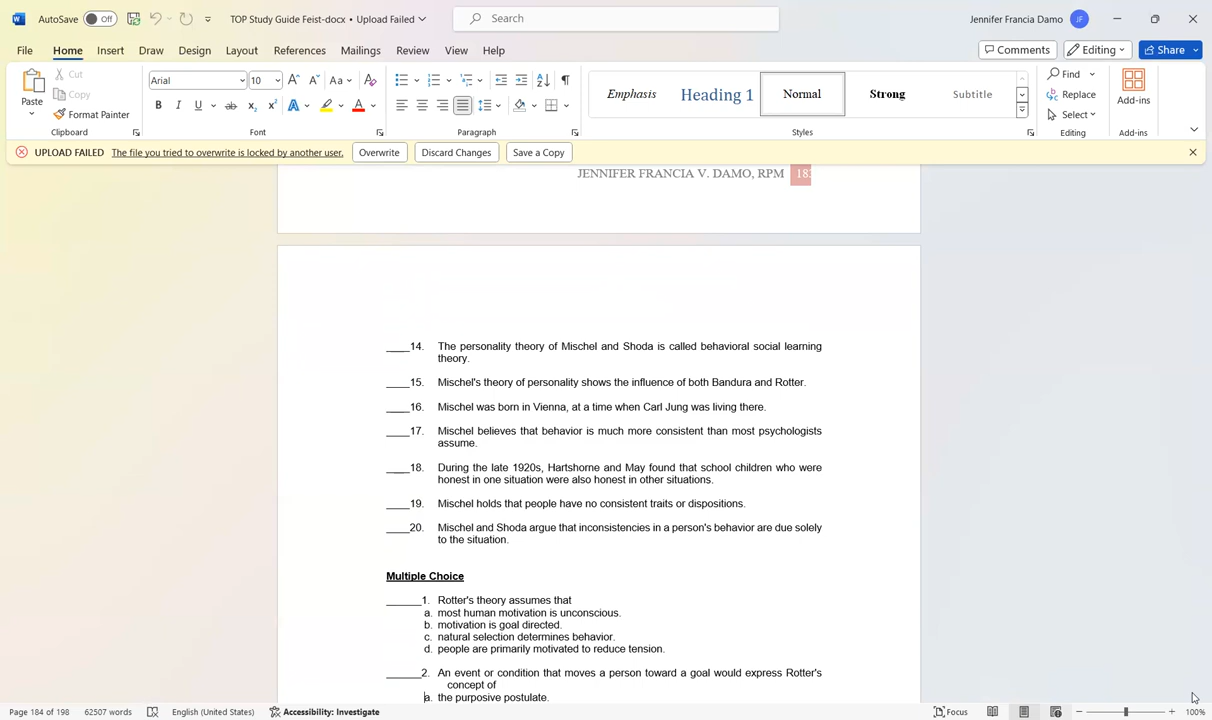 AutoSave Off TOP Study Guide Feist-docx • Upload Failed Search Jennifer Francia Damo JF
File Home Insert Draw Design Layout References Mailings Review View Help Comments Editing Share
Paste Cut Copy Format Painter Clipboard
Arial 10 Aa Font
Paragraph
Emphasis Heading 1 Normal Strong Subtitle Styles
Find Replace Select Editing
Add-ins Add-ins
UPLOAD FAILED The file you tried to overwrite is locked by another user. Overwrite Discard Changes Save a Copy
JENNIFER FRANCIA V. DAMO, RPM 183
____14. The personality theory of Mischel and Shoda is called behavioral social learning
theory.
____15. Mischel's theory of personality shows the influence of both Bandura and Rotter.
____16. Mischel was born in Vienna, at a time when Carl Jung was living there.
____17. Mischel believes that behavior is much more consistent than most psychologists
assume.
____18. During the late 1920s, Hartshorne and May found that school children who were
honest in one situation were also honest in other situations.
____19. Mischel holds that people have no consistent traits or dispositions.
____20. Mischel and Shoda argue that inconsistencies in a person's behavior are due solely
to the situation.
Multiple Choice
______1. Rotter's theory assumes that
a. most human motivation is unconscious.
b. motivation is goal directed.
c. natural selection determines behavior.
d. people are primarily motivated to reduce tension.
______2. An event or condition that moves a person toward a goal would express Rotter's
concept of
a. the purposive postulate.
Page 184 of 198 62507 words English (United States) Accessibility: Investigate Focus 100%